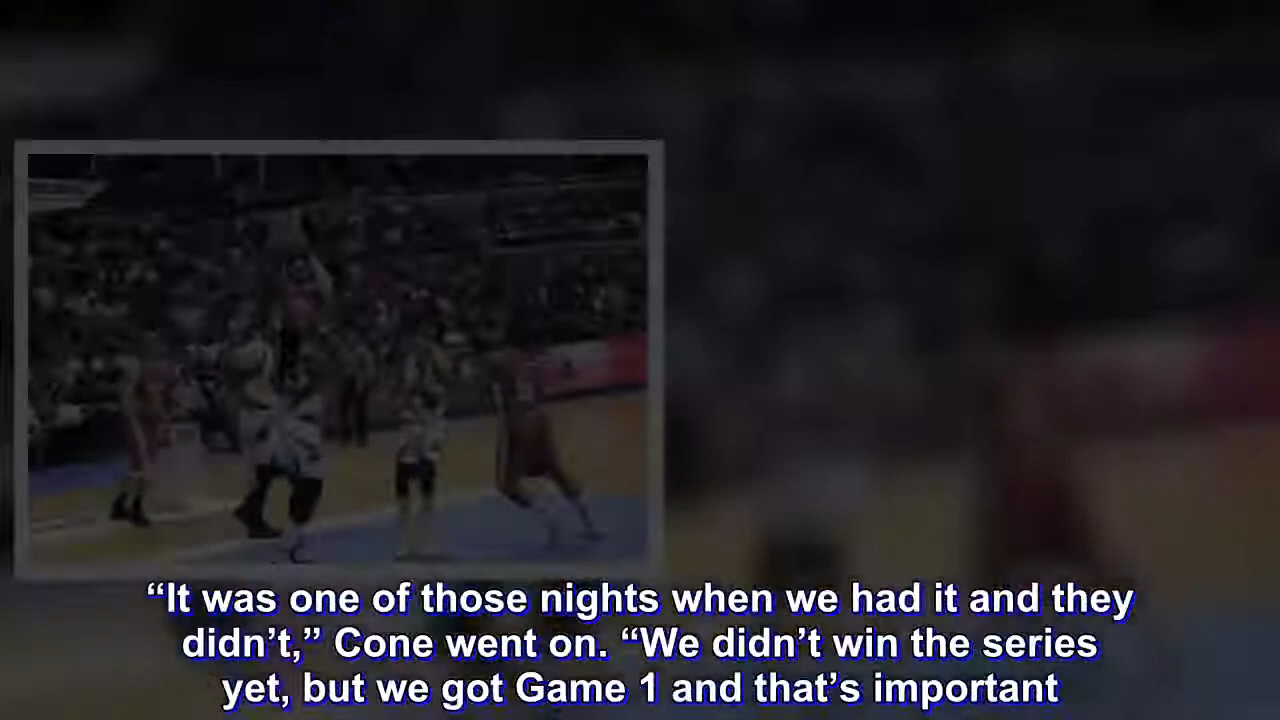 “It was one of those nights when we had it and they
didn’t,” Cone went on. “We didn’t win the series
yet, but we got Game 1 and that’s important